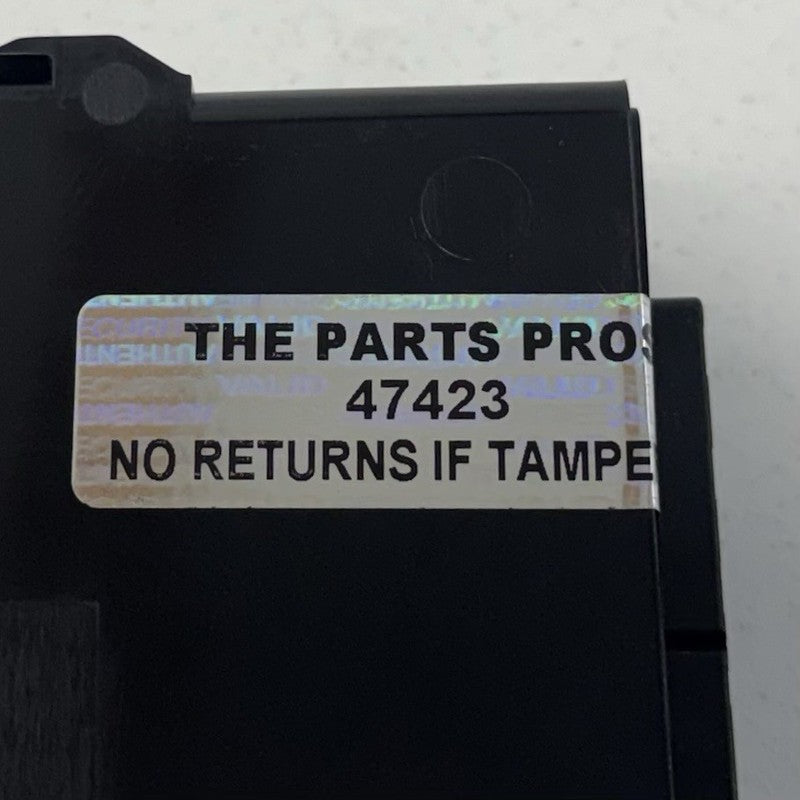 THE PARTS PROS
47423
NO RETURNS IF TAMPE